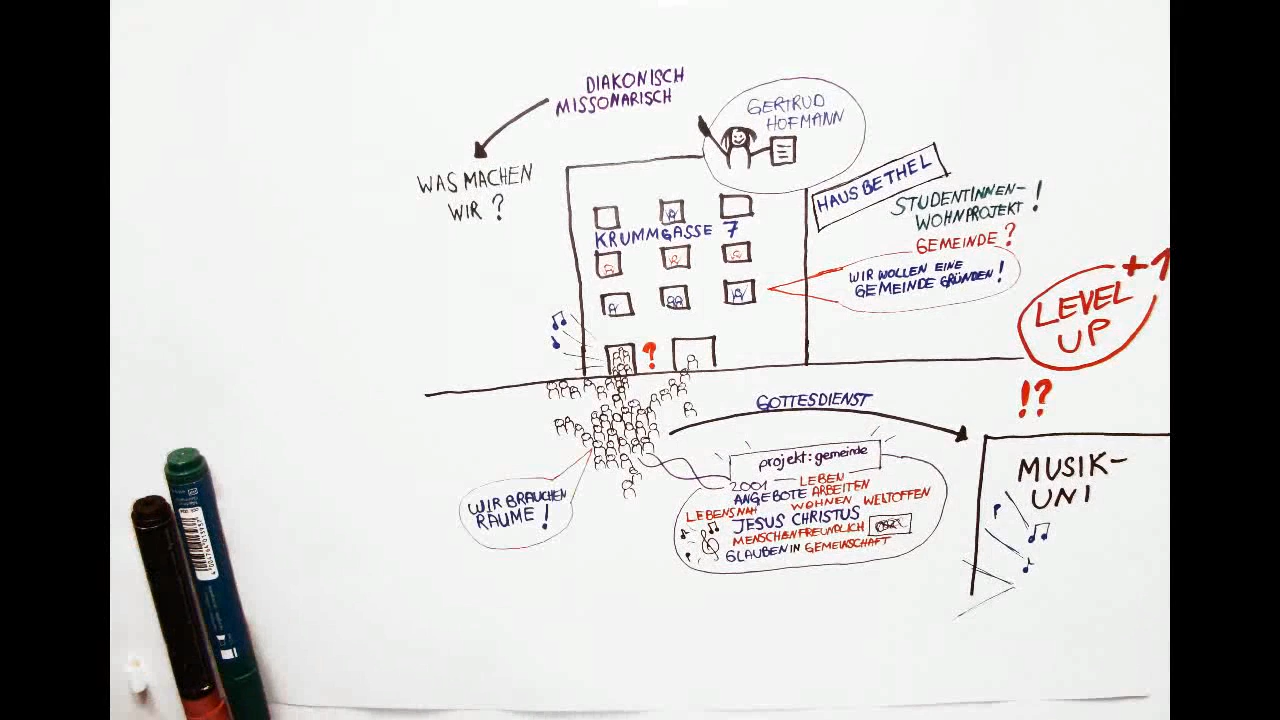 DIAKONISCH
MISSONARISCH
WAS MACHEN
WIR?
GERTRUD
HOFMANN
HAUS BETHEL
STUDENTINNEN-
WOHNPROJEKT!
GEMEINDE?
WIR WOLLEN EINE
GEMEINDE GRÜNDEN!
KRUMMGASSE 7
?
LEVEL +1
UP
!?
GOTTESDIENST
WIR BRAUCHEN
RÄUME!
projekt: gemeinde
2001 — LEBEN
ANGEBOTE ARBEITEN
LEBENSNAH WOHNEN WELTOFFEN
JESUS CHRISTUS
MENSCHENFREUNDLICH
GLAUBEN IN GEMEINSCHAFT
MUSIK-
UNI